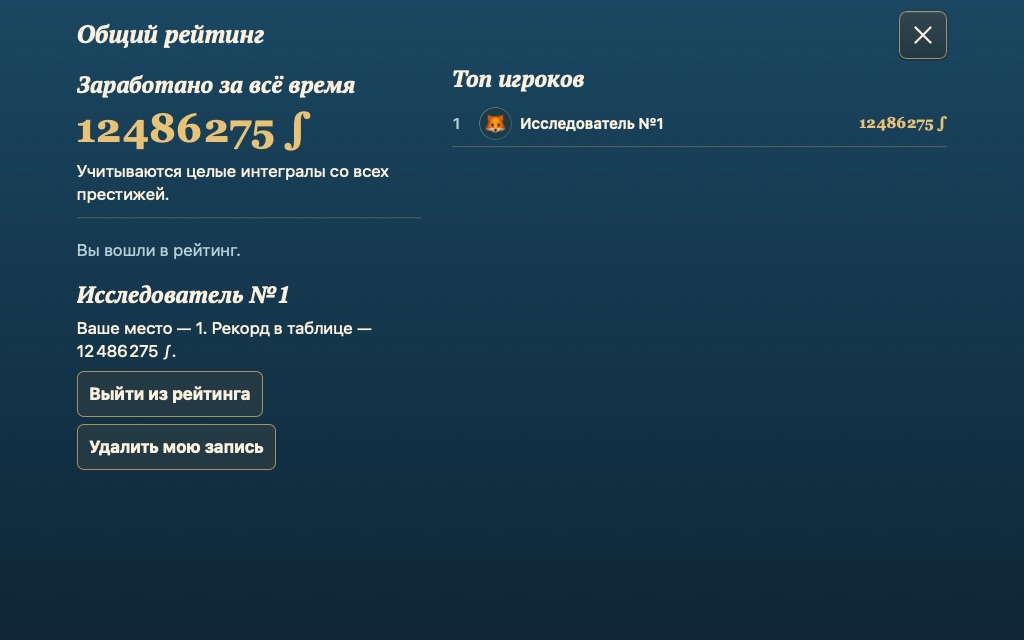 Общий рейтинг
Заработано за всё время
12486275 ∫
Учитываются целые интегралы со всех
престижей.
Вы вошли в рейтинг.
Исследователь №1
Ваше место — 1. Рекорд в таблице —
12 486 275 ∫.
Выйти из рейтинга
Удалить мою запись
Топ игроков
1 Исследователь №1 12486275 ∫